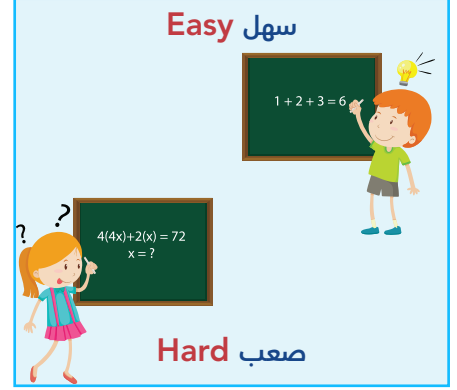 Easy سهل
1 + 2 + 3 = 6
?
?
4(4x)+2(x) = 72
x = ?
Hard صعب